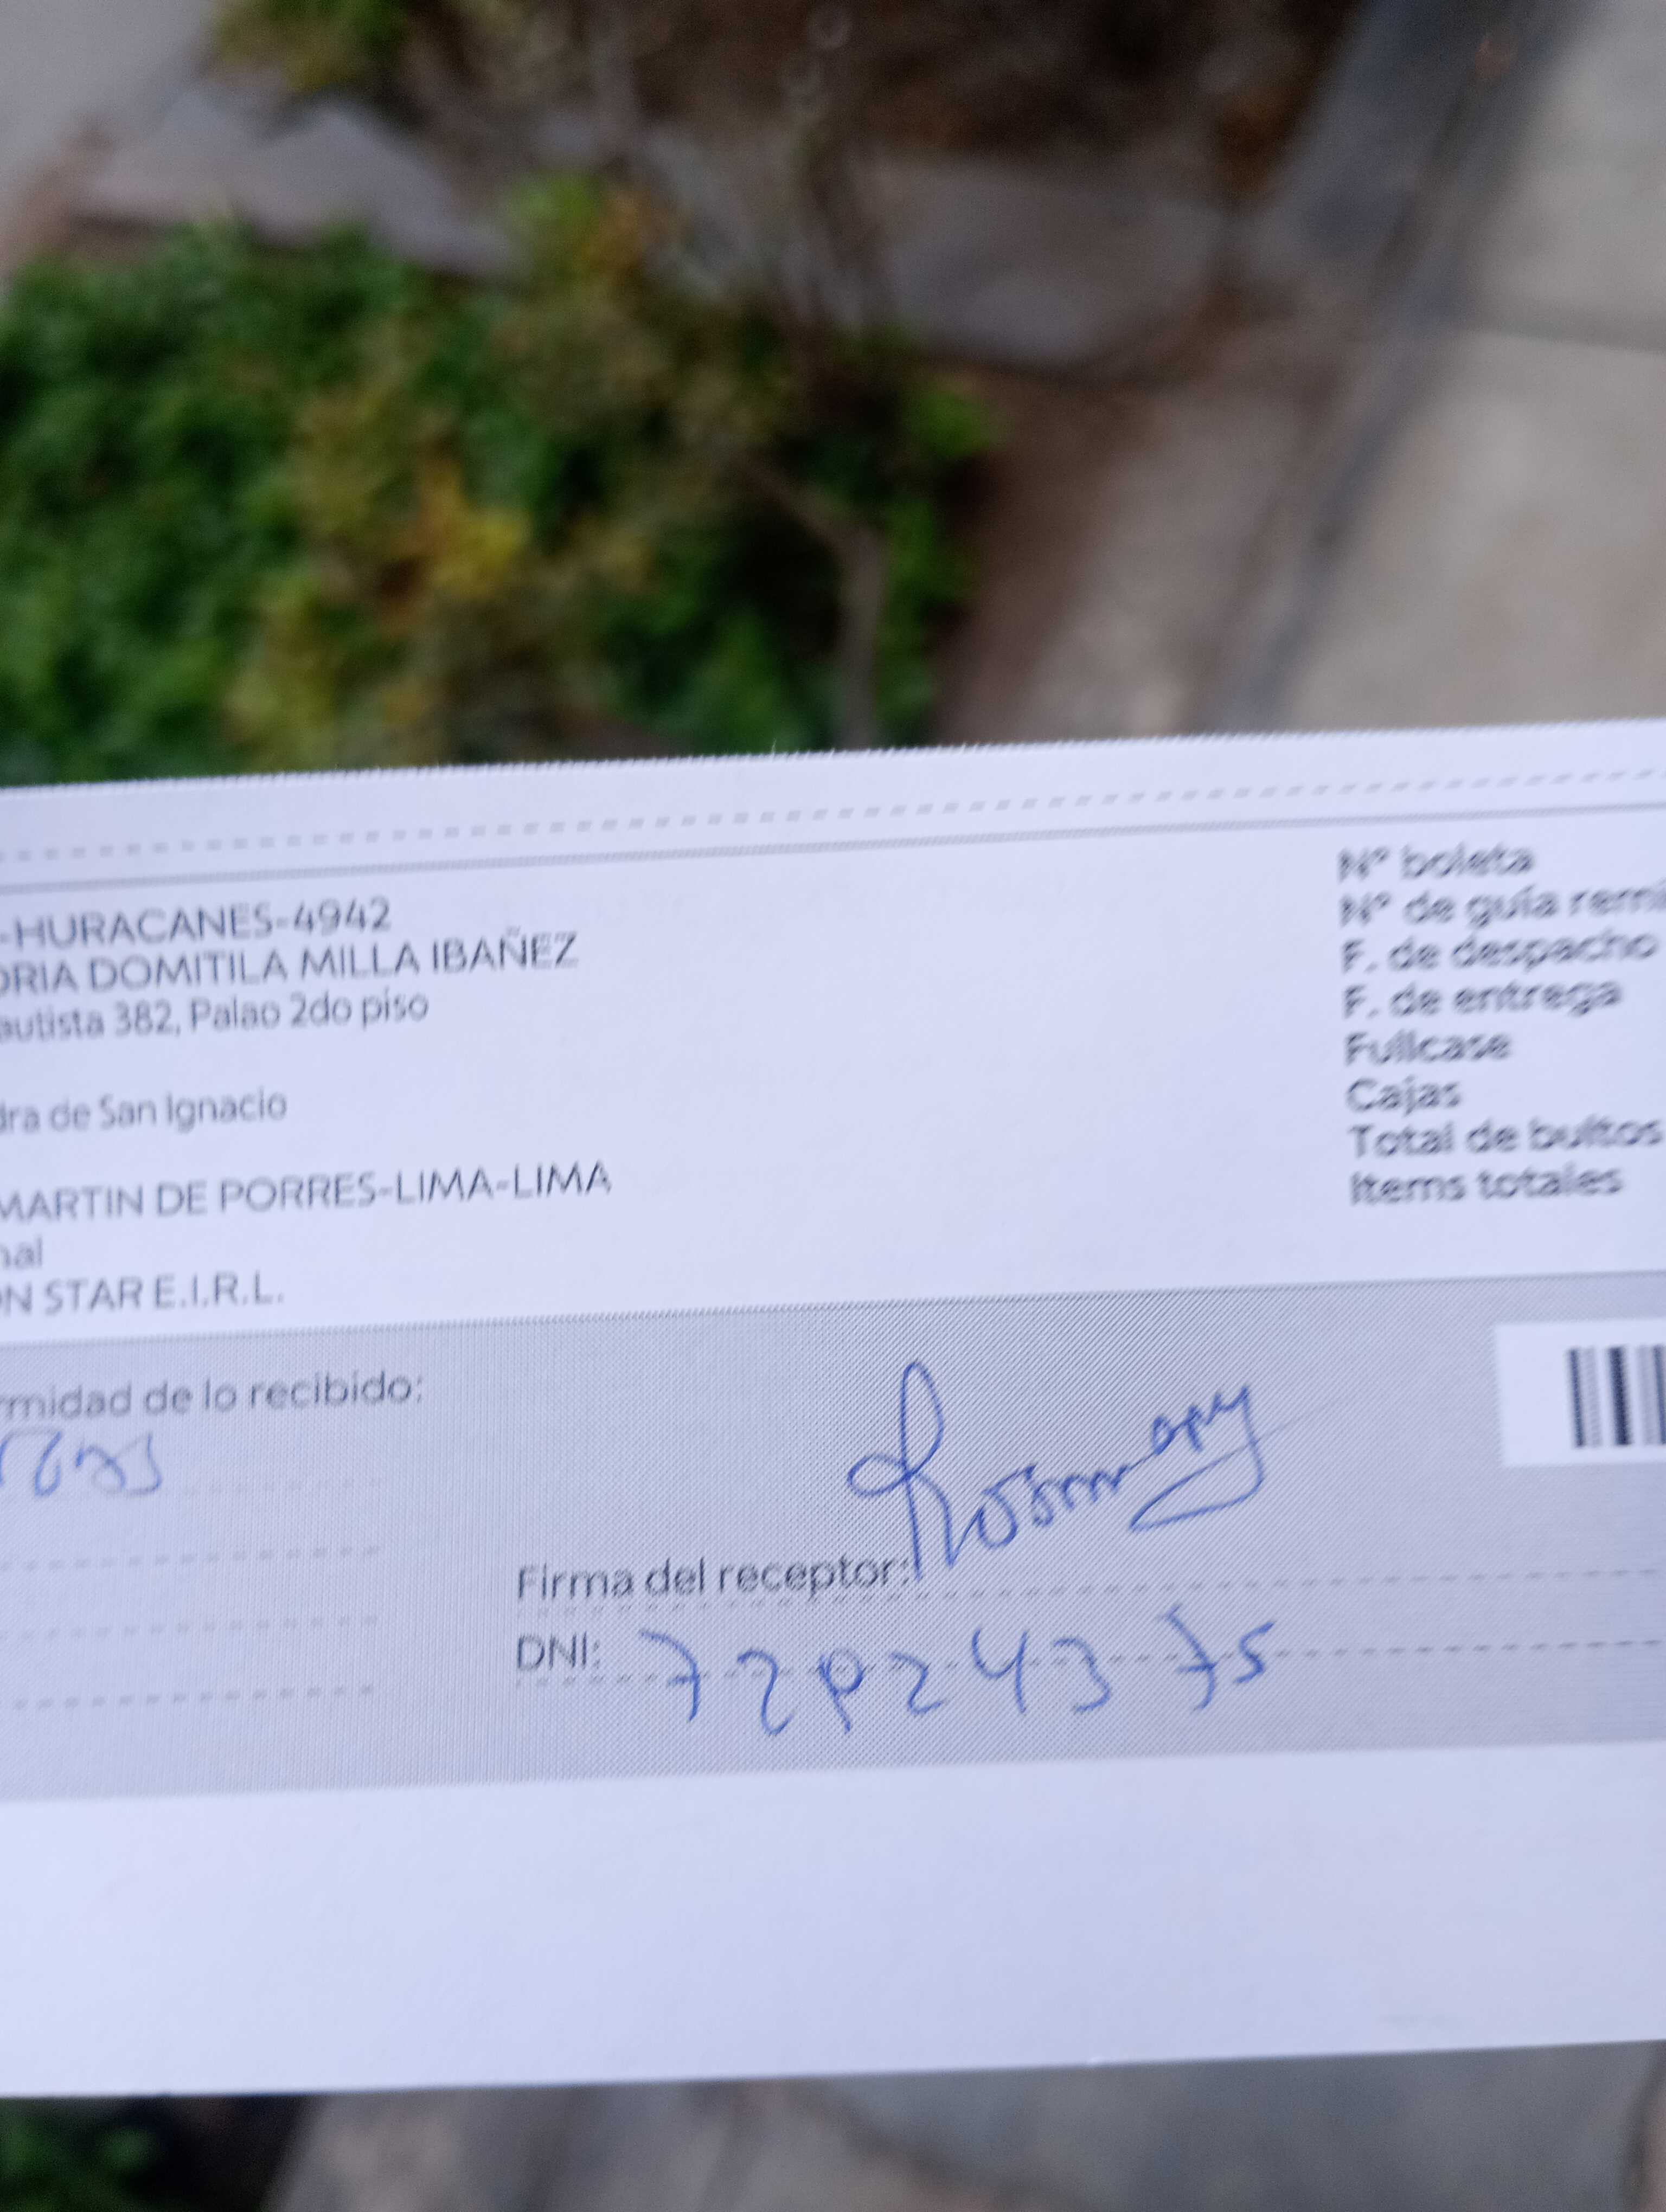 -HURACANES-4942
ORIA DOMITILA MILLA IBAÑEZ
autista 382, Palao 2do piso
dra de San Ignacio
MARTIN DE PORRES-LIMA-LIMA
nal
ON STAR E.I.R.L.
N° boleta
N° de guía remi
F. de despacho
F. de entrega
Fullcase
Cajas
Total de bultos
Items totales
rmidad de lo recibido:
Rosmery
Firma del receptor:
DNI: